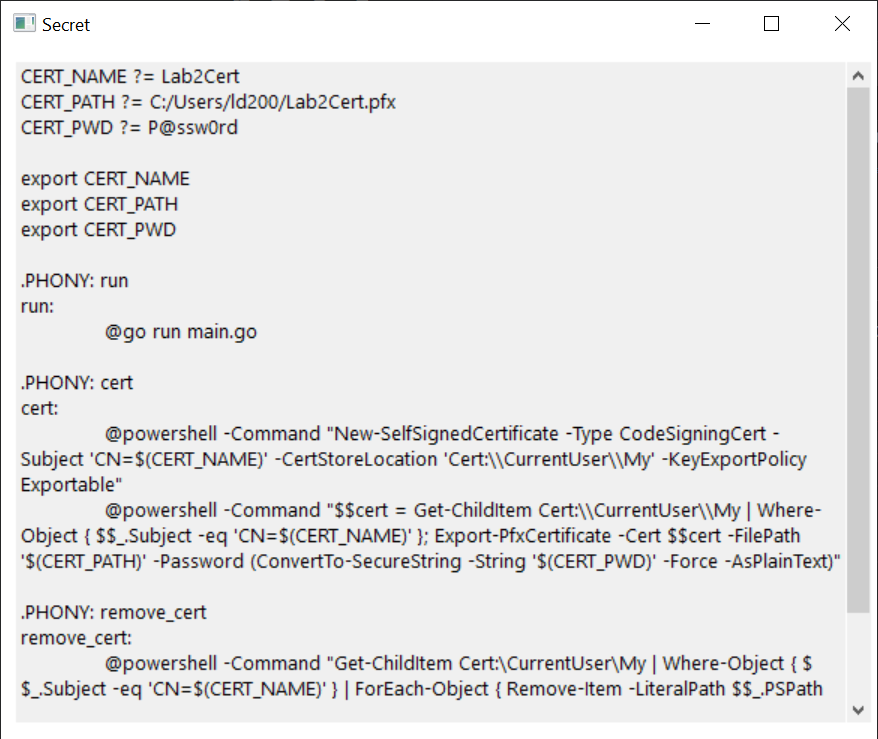 Secret
CERT_NAME ?= Lab2Cert
CERT_PATH ?= C:/Users/ld200/Lab2Cert.pfx
CERT_PWD ?= P@ssw0rd
export CERT_NAME
export CERT_PATH
export CERT_PWD
.PHONY: run
run:
@go run main.go
.PHONY: cert
cert:
@powershell -Command "New-SelfSignedCertificate -Type CodeSigningCert -
Subject 'CN=$(CERT_NAME)' -CertStoreLocation 'Cert:\\CurrentUser\\My' -KeyExportPolicy
Exportable"
@powershell -Command "$$cert = Get-ChildItem Cert:\\CurrentUser\\My | Where-
Object { $$_.Subject -eq 'CN=$(CERT_NAME)' }; Export-PfxCertificate -Cert $$cert -FilePath
'$(CERT_PATH)' -Password (ConvertTo-SecureString -String '$(CERT_PWD)' -Force -AsPlainText)"
.PHONY: remove_cert
remove_cert:
@powershell -Command "Get-ChildItem Cert:\CurrentUser\My | Where-Object { $
$_.Subject -eq 'CN=$(CERT_NAME)' } | ForEach-Object { Remove-Item -LiteralPath $$_.PSPath